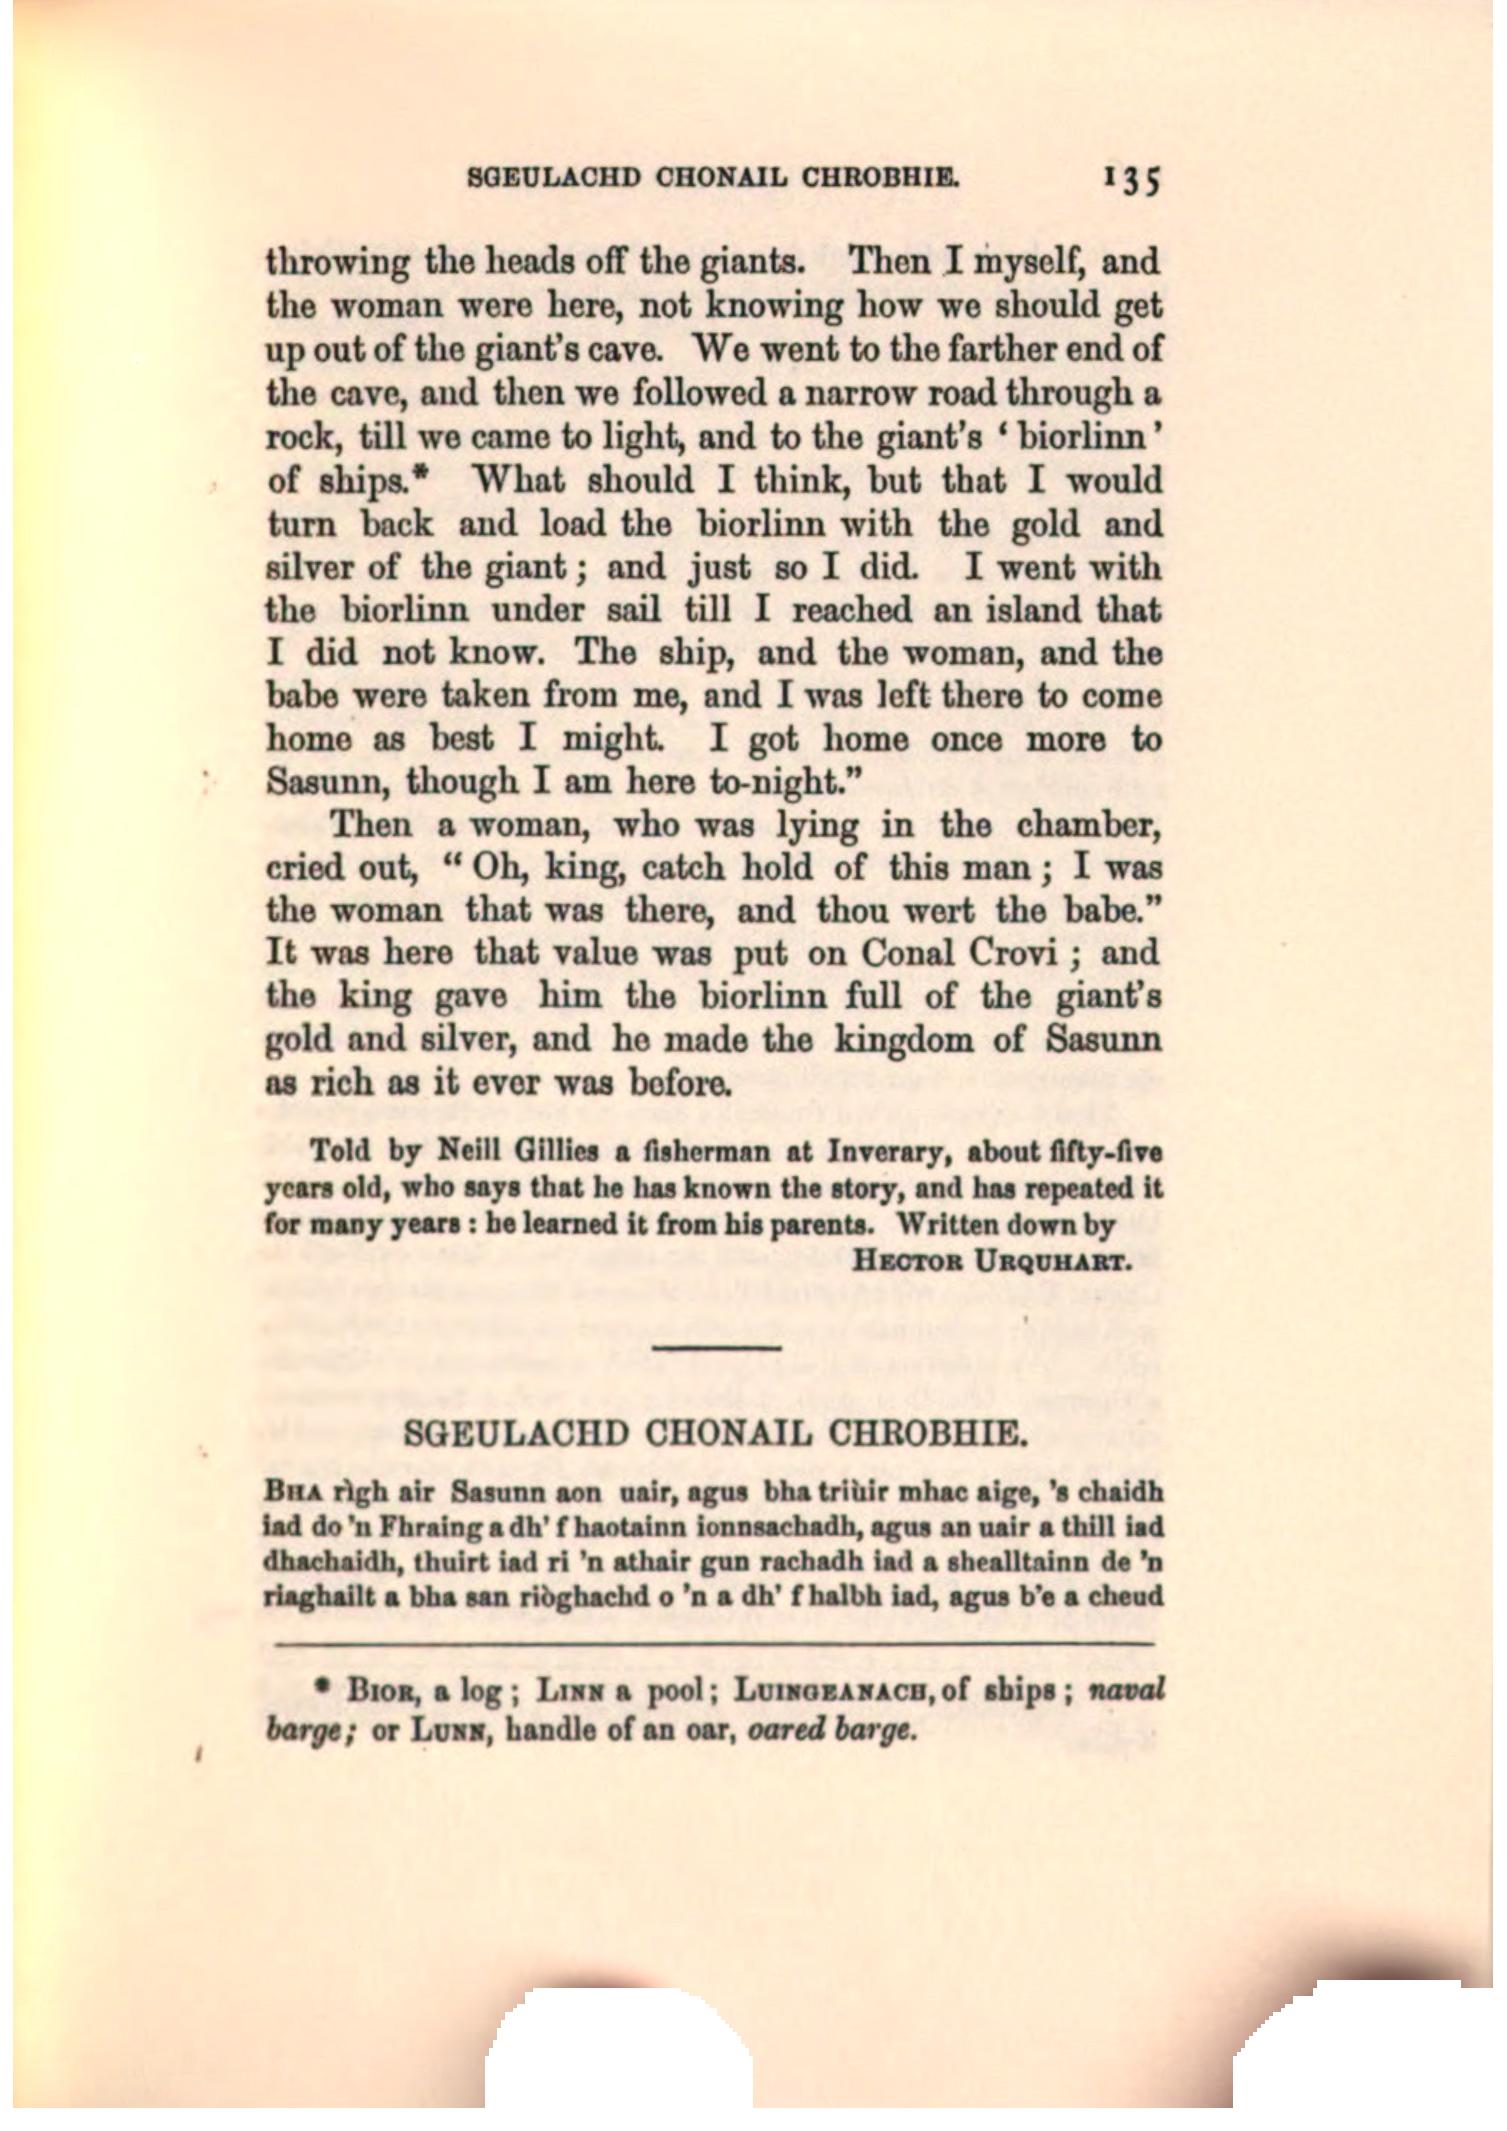 SGEULACHD CHONAIL CHROBHIE. 135
throwing the heads off the giants. Then I myself, and
the woman were here, not knowing how we should get
up out of the giant's cave. We went to the farther end of
the cave, and then we followed a narrow road through a
rock, till we came to light, and to the giant's ‘ biorlinn ’
of ships.* What should I think, but that I would
turn back and load the biorlinn with the gold and
silver of the giant ; and just so I did. I went with
the biorlinn under sail till I reached an island that
I did not know. The ship, and the woman, and the
babe were taken from me, and I was left there to come
home as best I might. I got home once more to
Sasunn, though I am here to-night.”
Then a woman, who was lying in the chamber,
cried out, “ Oh, king, catch hold of this man ; I was
the woman that was there, and thou wert the babe.”
It was here that value was put on Conal Crovi ; and
the king gave him the biorlinn full of the giant's
gold and silver, and he made the kingdom of Sasunn
as rich as it ever was before.
Told by Neill Gillies a fisherman at Inverary, about fifty-five
years old, who says that he has known the story, and has repeated it
for many years : he learned it from his parents. Written down by
HECTOR URQUHART.
SGEULACHD CHONAIL CHROBHIE.
BHA rìgh air Sasunn aon uair, agus bha triùir mhac aige, 's chaidh
iad do 'n Fhraing a dh' fhaotainn ionnsachadh, agus an uair a thill iad
dhachaidh, thuirt iad ri 'n athair gun rachadh iad a shealltainn de 'n
riaghailt a bha san riòghachd o 'n a dh' fhalbh iad, agus b'e a cheud
* BIOR, a log ; LINN a pool ; LUINGEANACH, of ships ; naval
barge ; or LUNN, handle of an oar, oared barge.